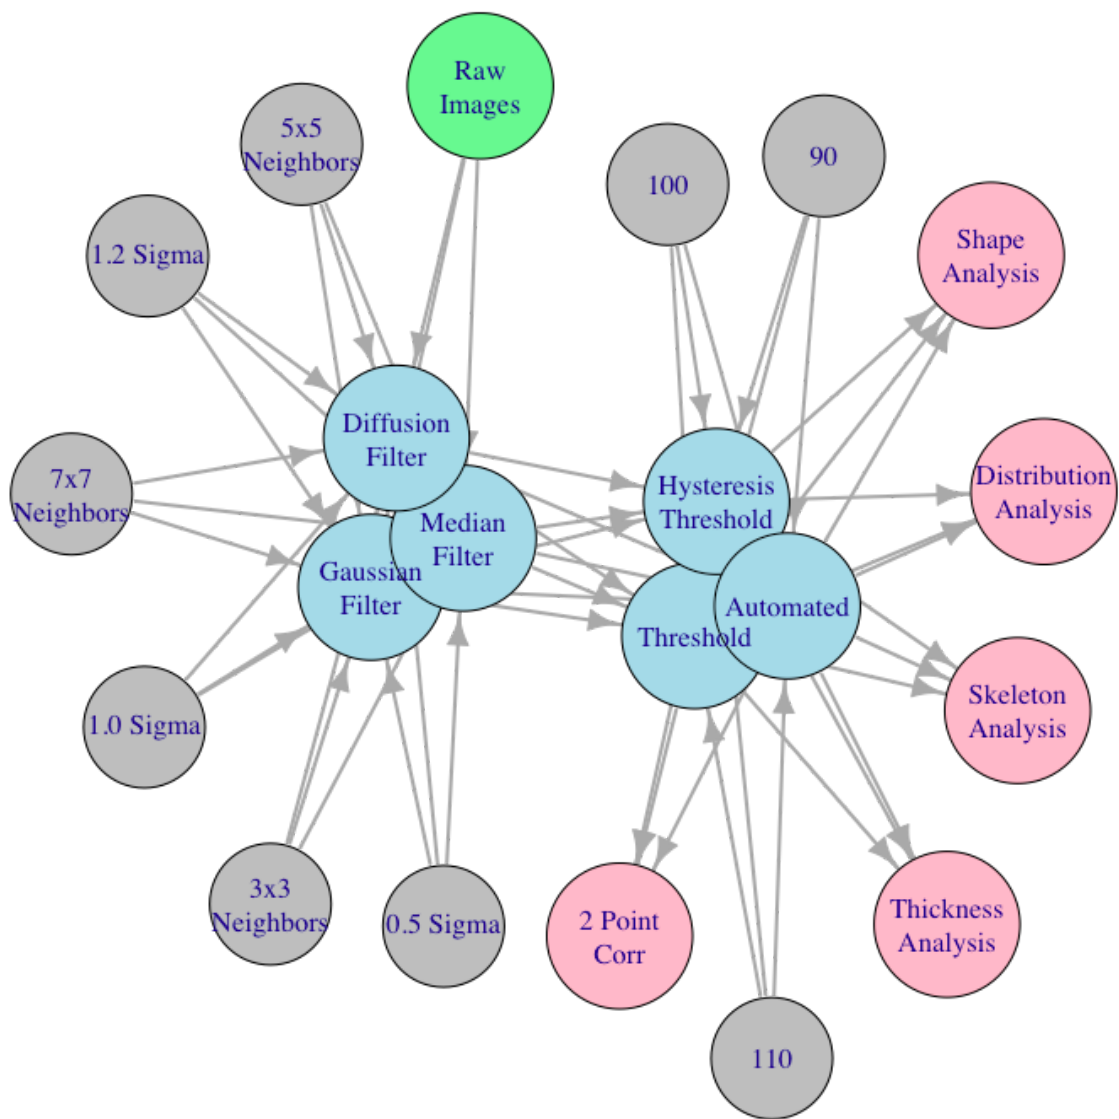 Raw
Images
5x5
Neighbors
100
90
1.2 Sigma
Shape
Analysis
Diffusion
Filter
7x7
Neighbors
Median
Filter
Hysteresis
Threshold
Distribution
Analysis
Gaussian
Filter
Automated
Threshold
1.0 Sigma
Skeleton
Analysis
3x3
Neighbors
0.5 Sigma
2 Point
Corr
Thickness
Analysis
110